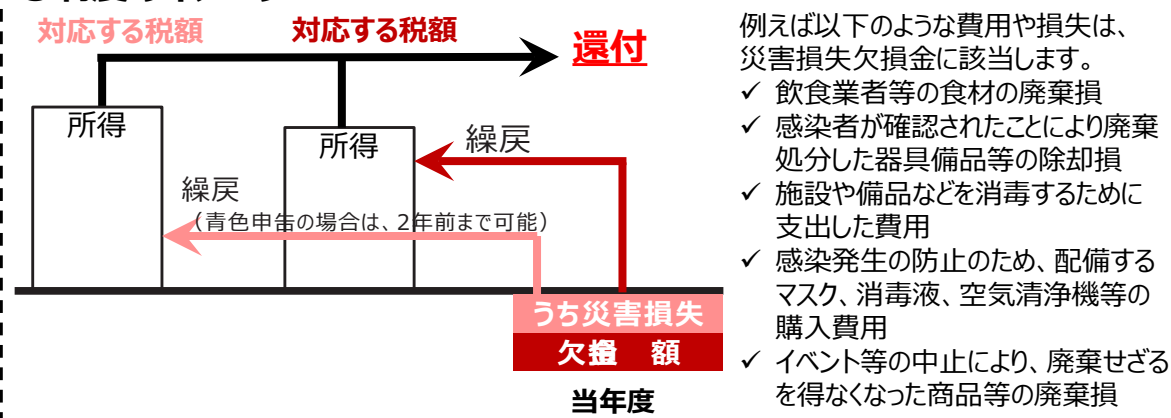 対応する税額
対応する税額
還付
所得
所得
繰戻
繰戻
（青色申告の場合は、2年前まで可能）
うち災害損失
欠損 額
当年度
例えば以下のような費用や損失は、
災害損失欠損金に該当します。
✓ 飲食業者等の食材の廃棄損
✓ 感染者が確認されたことにより廃棄
処分した器具備品等の除却損
✓ 施設や備品などを消毒するために
支出した費用
✓ 感染発生の防止のため、配備する
マスク、消毒液、空気清浄機等の
購入費用
✓ イベント等の中止により、廃棄せざる
を得なくなった商品等の廃棄損